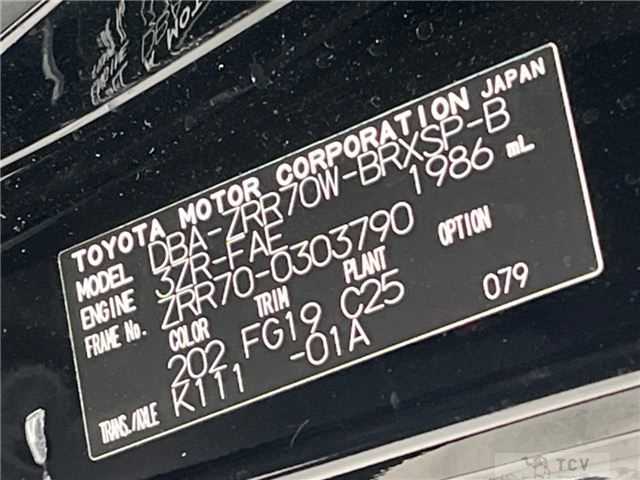 TOYOTA MOTOR CORPORATION JAPAN
MODEL DBA-ZRR70W-BRXSP-B
ENGINE 3ZR-FAE 1986 mL
FRAME No. ZRR70-0303790
COLOR TRIM PLANT OPTION
202 FG19 C25 079
TRANS./AXLE K111 -01A
TCV